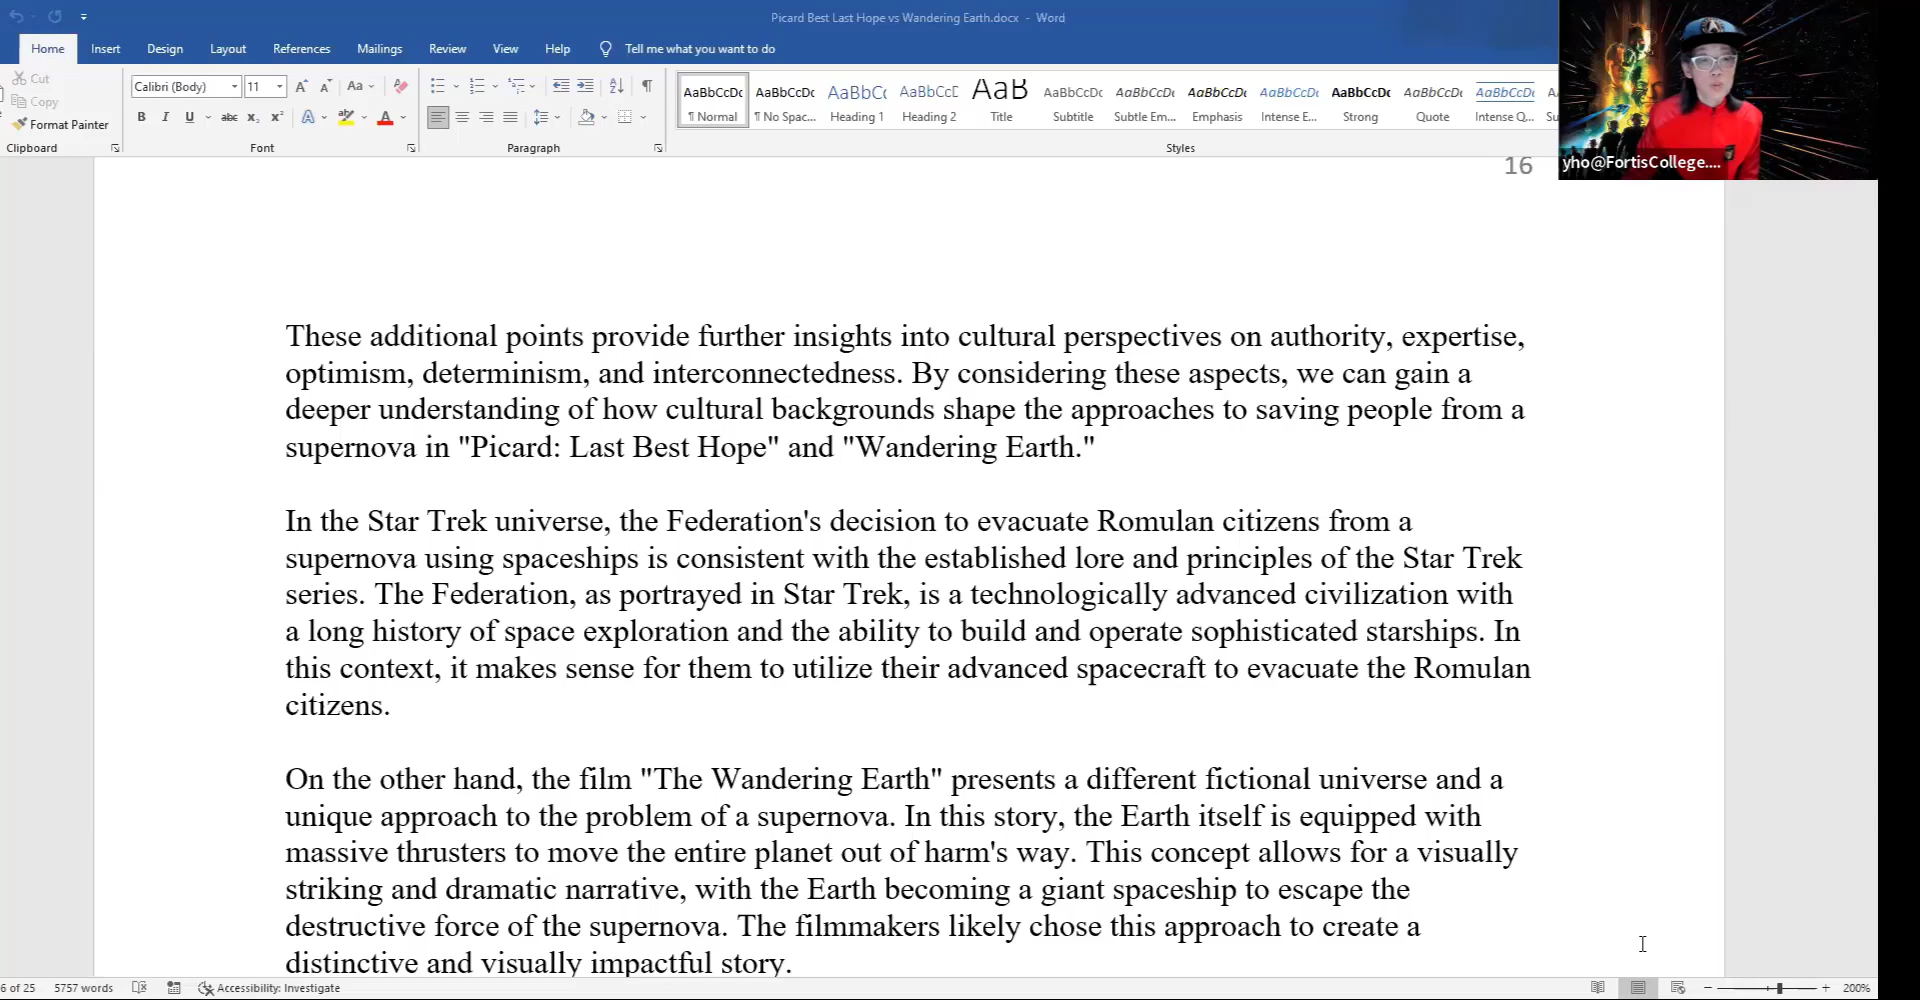 Picard Best Last Hope vs Wandering Earth.docx - Word
Home Insert Design Layout References Mailings Review View Help Tell me what you want to do
Cut
Copy
Format Painter
Clipboard
Calibri (Body) 11
Font
Paragraph
AaBbCcDc AaBbCcDc AaBbCc AaBbCcD AaB AaBbCcDc AaBbCcDc AaBbCcDc AaBbCcDc AaBbCcDc AaBbCcDc AaBbCcDc
¶ Normal ¶ No Spac... Heading 1 Heading 2 Title Subtitle Subtle Em... Emphasis Intense E... Strong Quote Intense Q...
Styles
yho@FortisCollege....
16
These additional points provide further insights into cultural perspectives on authority, expertise,
optimism, determinism, and interconnectedness. By considering these aspects, we can gain a
deeper understanding of how cultural backgrounds shape the approaches to saving people from a
supernova in "Picard: Last Best Hope" and "Wandering Earth."
In the Star Trek universe, the Federation's decision to evacuate Romulan citizens from a
supernova using spaceships is consistent with the established lore and principles of the Star Trek
series. The Federation, as portrayed in Star Trek, is a technologically advanced civilization with
a long history of space exploration and the ability to build and operate sophisticated starships. In
this context, it makes sense for them to utilize their advanced spacecraft to evacuate the Romulan
citizens.
On the other hand, the film "The Wandering Earth" presents a different fictional universe and a
unique approach to the problem of a supernova. In this story, the Earth itself is equipped with
massive thrusters to move the entire planet out of harm's way. This concept allows for a visually
striking and dramatic narrative, with the Earth becoming a giant spaceship to escape the
destructive force of the supernova. The filmmakers likely chose this approach to create a
distinctive and visually impactful story.
6 of 25 5757 words Accessibility: Investigate 200%